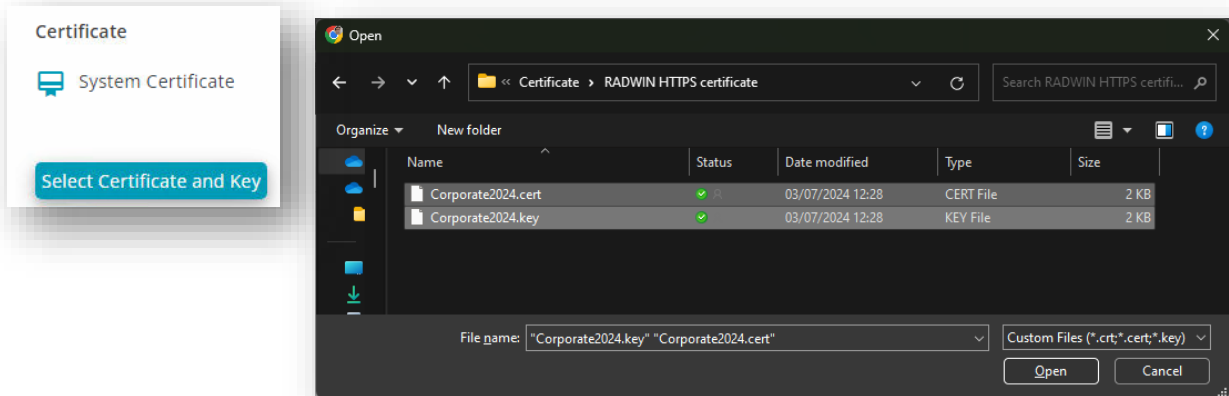 Certificate
System Certificate
Select Certificate and Key
Open
« Certificate › RADWIN HTTPS certificate
Search RADWIN HTTPS certifi...
Organize
New folder
Name Status Date modified Type Size
Corporate2024.cert 03/07/2024 12:28 CERT File 2 KB
Corporate2024.key 03/07/2024 12:28 KEY File 2 KB
File name: "Corporate2024.key" "Corporate2024.cert"
Custom Files (*.crt;*.cert;*.key)
Open
Cancel